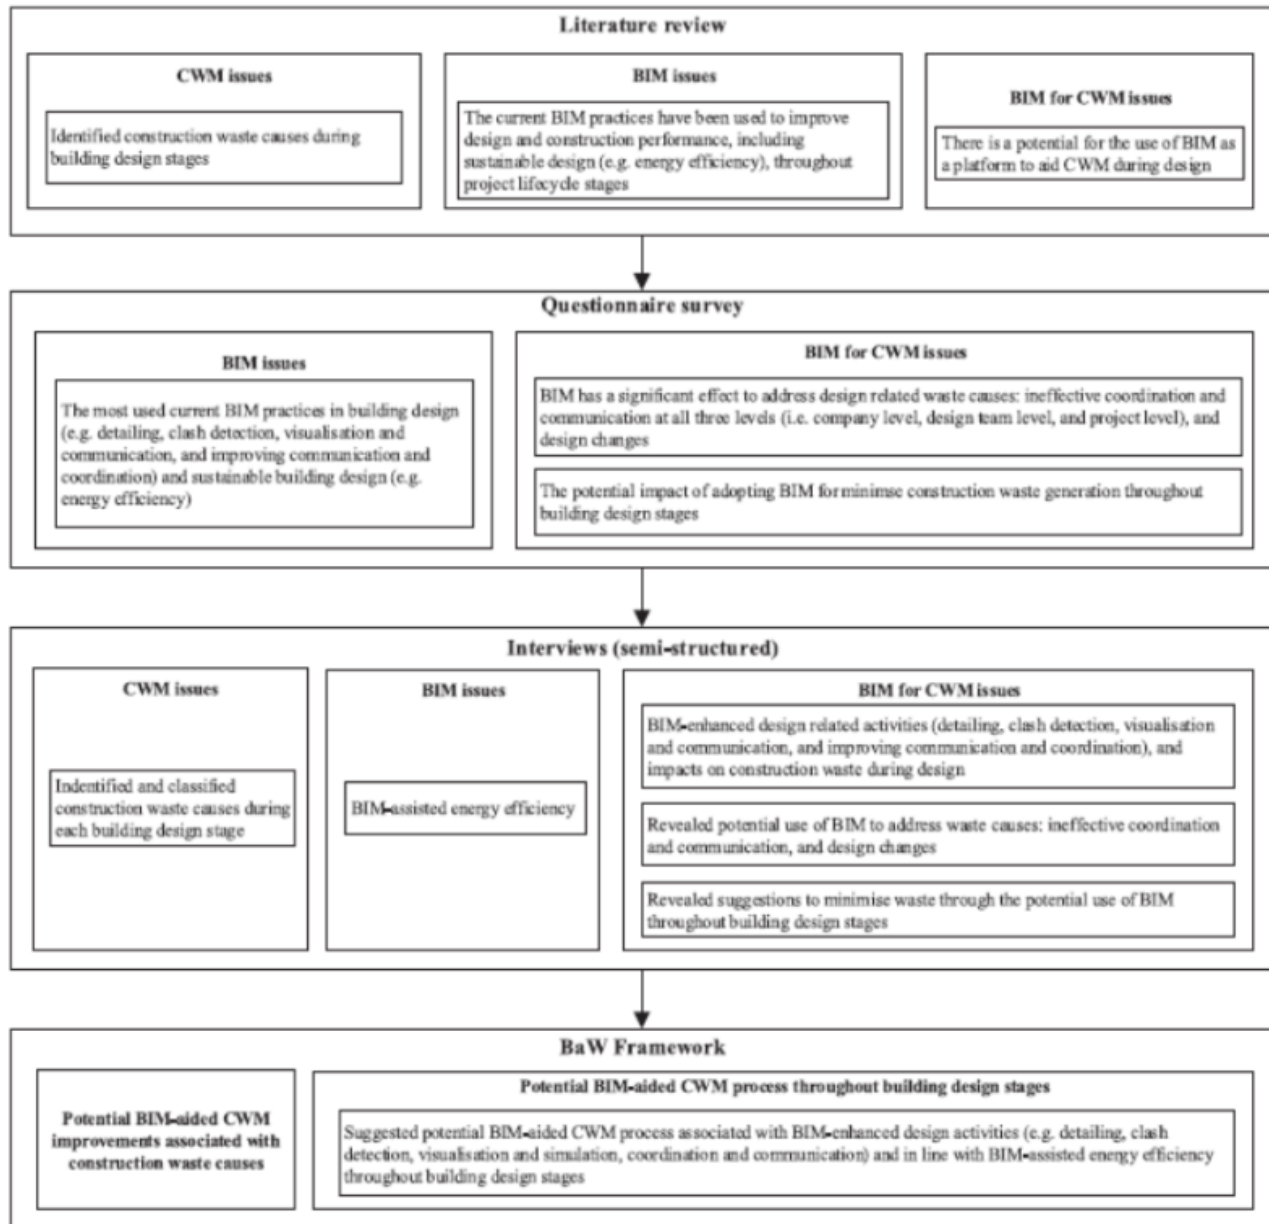 Literature review
CWM issues
Identified construction waste causes during
building design stages
BIM issues
The current BIM practices have been used to improve
design and construction performance, including
sustainable design (e.g. energy efficiency), throughout
project lifecycle stages
BIM for CWM issues
There is a potential for the use of BIM as
a platform to aid CWM during design
Questionnaire survey
BIM issues
The most used current BIM practices in building design
(e.g. detailing, clash detection, visualisation and
communication, and improving communication and
coordination) and sustainable building design (e.g.
energy efficiency)
BIM for CWM issues
BIM has a significant effect to address design related waste causes: ineffective coordination and
communication at all three levels (i.e. company level, design team level, and project level), and
design changes
The potential impact of adopting BIM for minimse construction waste generation throughout
building design stages
Interviews (semi-structured)
CWM issues
Indentified and classified
construction waste causes during
each building design stage
BIM issues
BIM-assisted energy efficiency
BIM for CWM issues
BIM-enhanced design related activities (detailing, clash detection, visualisation
and communication, and improving communication and coordination), and
impacts on construction waste during design
Revealed potential use of BIM to address waste causes: ineffective coordination
and communication, and design changes
Revealed suggestions to minimise waste through the potential use of BIM
throughout building design stages
BaW Framework
Potential BIM-aided CWM
improvements associated with
construction waste causes
Potential BIM-aided CWM process throughout building design stages
Suggested potential BIM-aided CWM process associated with BIM-enhanced design activities (e.g. detailing, clash
detection, visualisation and simulation, coordination and communication) and in line with BIM-assisted energy efficiency
throughout building design stages